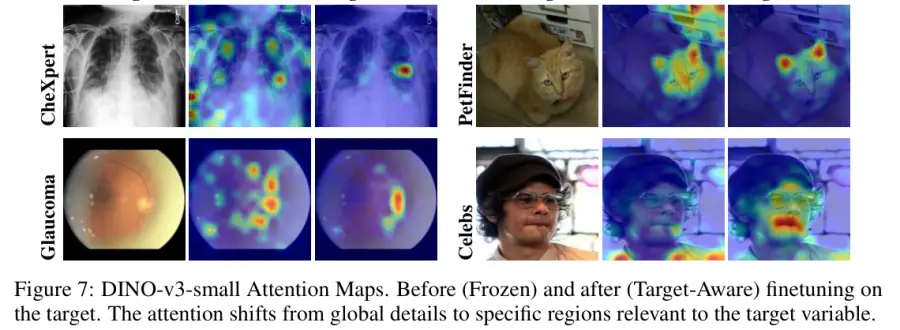 CheXpert
PetFinder
Glaucoma
Celebs
Figure 7: DINO-v3-small Attention Maps. Before (Frozen) and after (Target-Aware) finetuning on
the target. The attention shifts from global details to specific regions relevant to the target variable.